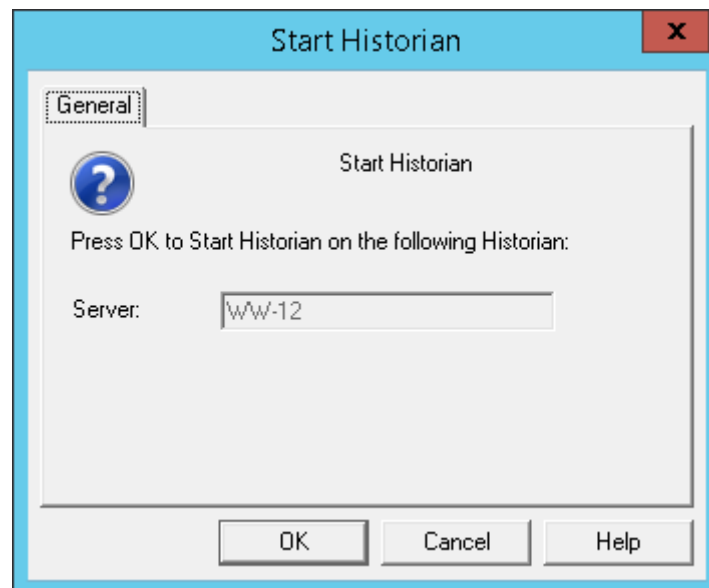 Start Historian
x
General
?
Start Historian
Press OK to Start Historian on the following Historian:
Server: WW-12
OK Cancel Help